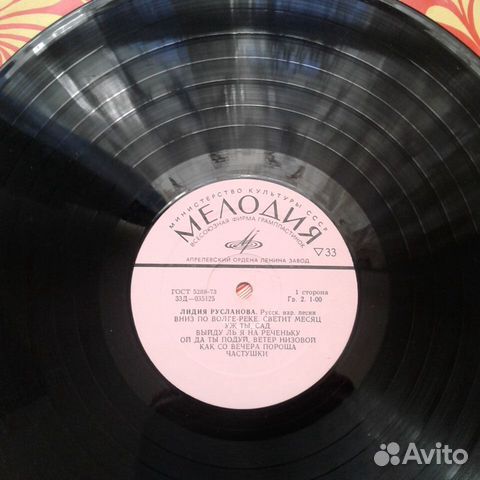 МИНИСТЕРСТВО КУЛЬТУРЫ СССР
МЕЛОДИЯ
ВСЕСОЮЗНАЯ ФИРМА ГРАМПЛАСТИНОК
▽33
АПРЕЛЕВСКИЙ ОРДЕНА ЛЕНИНА ЗАВОД
ГОСТ 5289-73
33Д—035125
1 сторона
Гр. 2. 1-00
ЛИДИЯ РУСЛАНОВА. Русск. нар. песни
ВНИЗ ПО ВОЛГЕ-РЕКЕ. СВЕТИТ МЕСЯЦ
УЖ ТЫ, САД
ВЫЙДУ ЛЬ Я НА РЕЧЕНЬКУ
ОЙ ДА ТЫ ПОДУЙ, ВЕТЕР НИЗОВОЙ
КАК СО ВЕЧЕРА ПОРОША
ЧАСТУШКИ
Avito